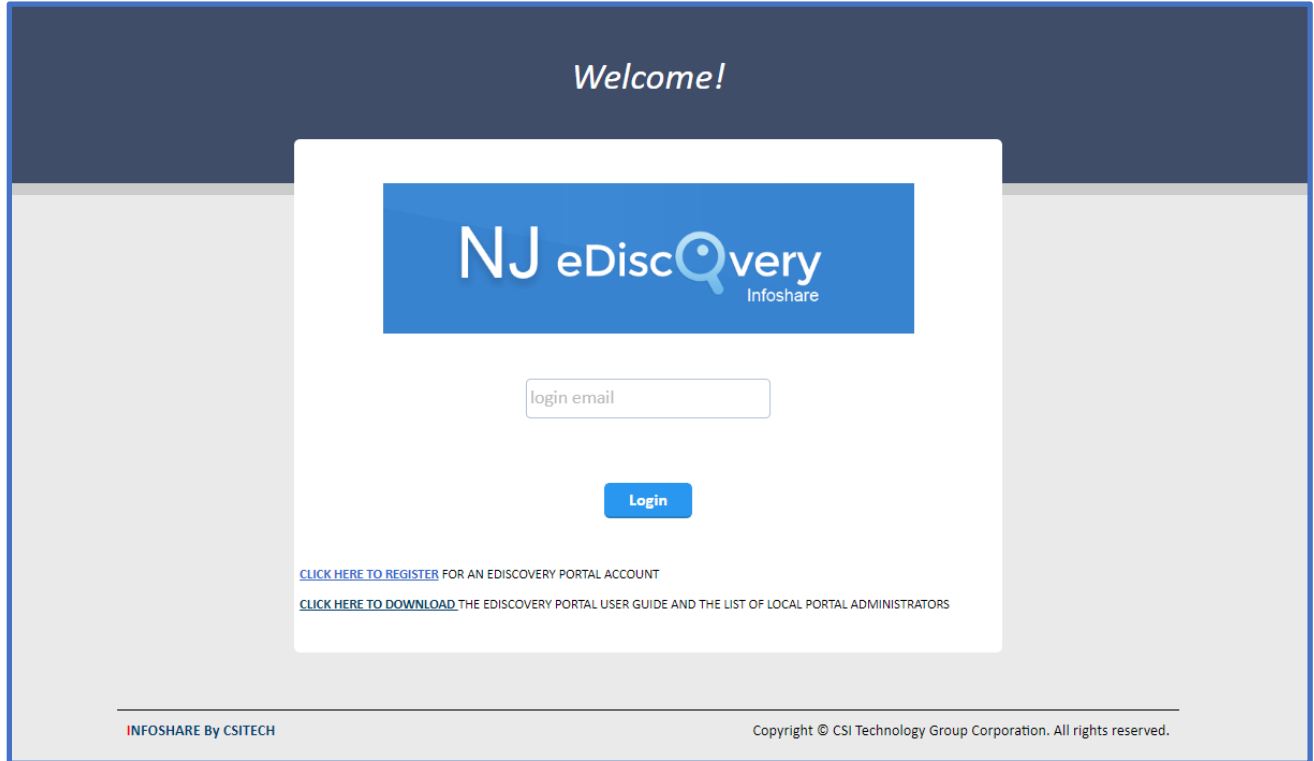 Welcome!
NJ eDiscovery
Infoshare
login email
Login
CLICK HERE TO REGISTER FOR AN EDISCOVERY PORTAL ACCOUNT
CLICK HERE TO DOWNLOAD THE EDISCOVERY PORTAL USER GUIDE AND THE LIST OF LOCAL PORTAL ADMINISTRATORS
INFOSHARE By CSITECH
Copyright © CSI Technology Group Corporation. All rights reserved.